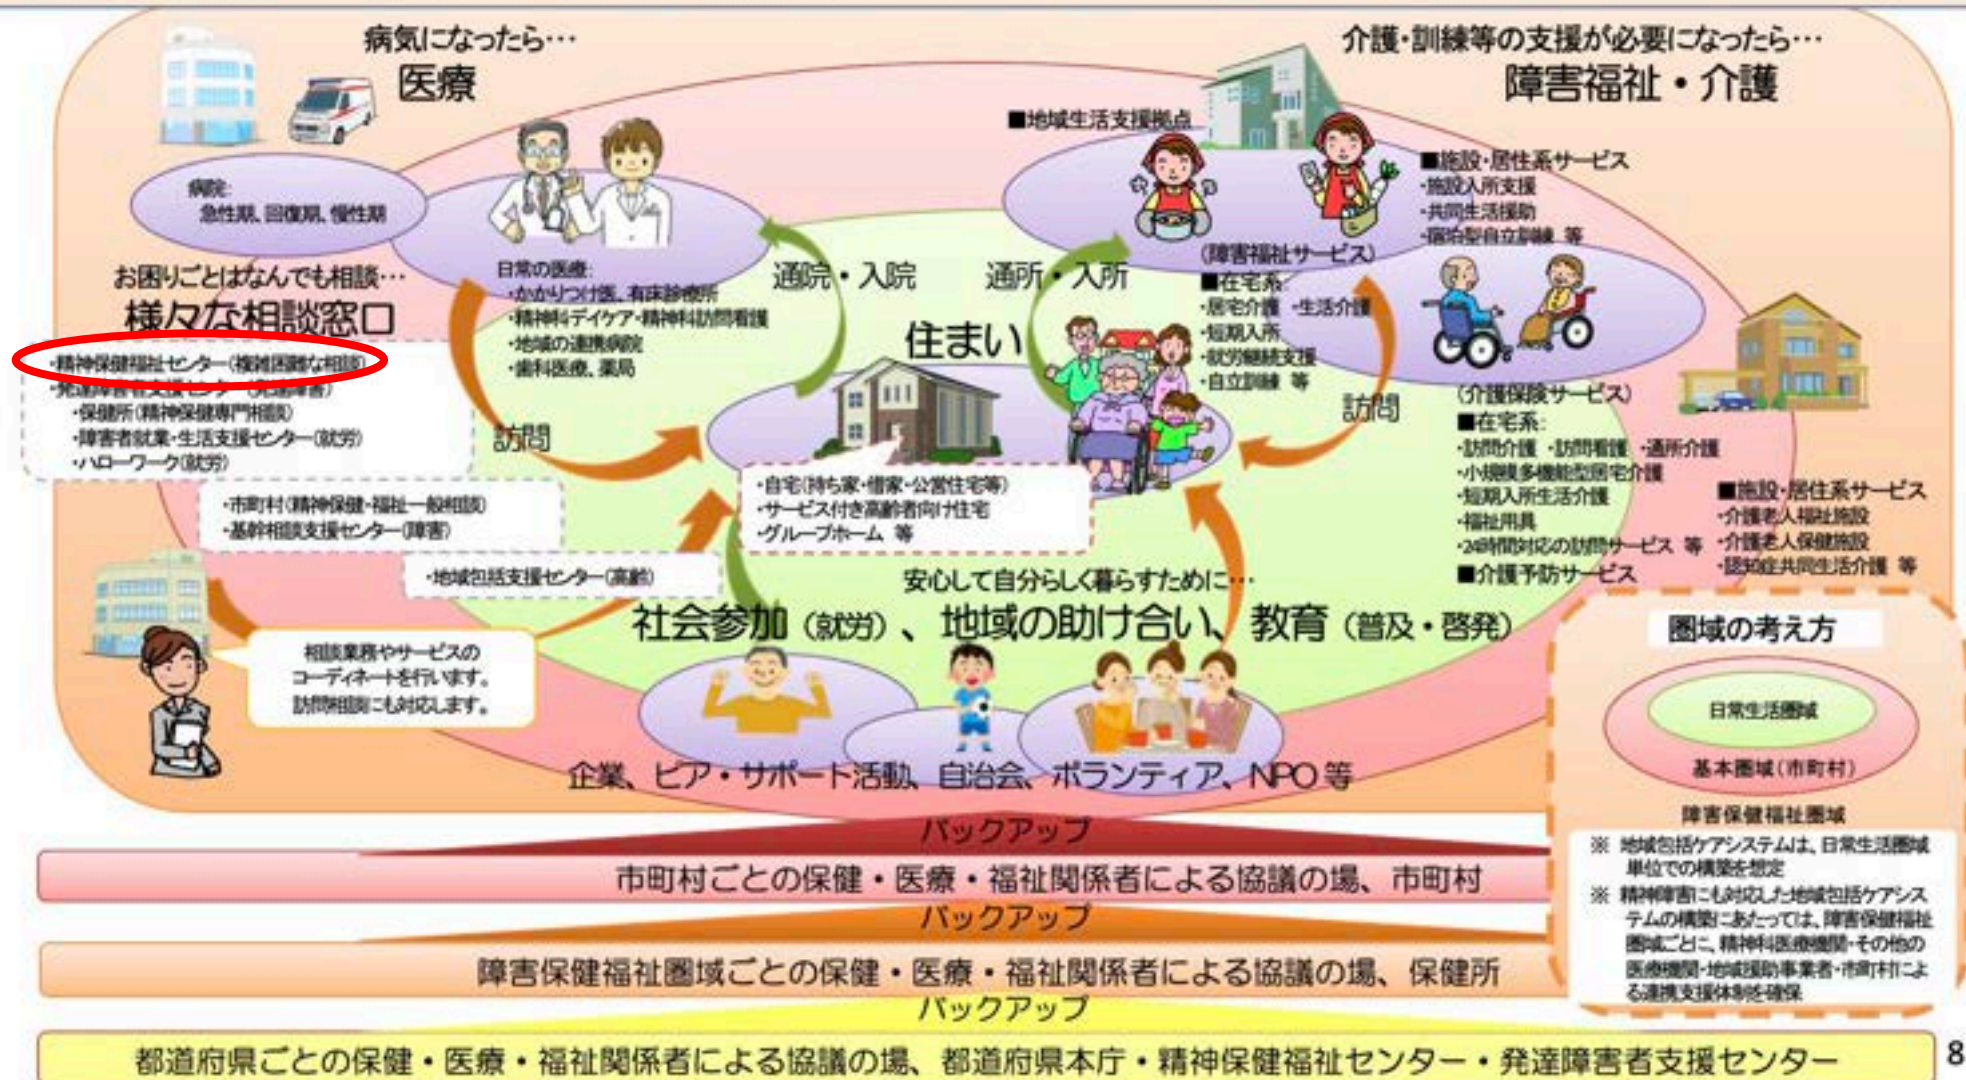 病気になったら…
医療
病院:
急性期、回復期、慢性期
日常の医療:
・かかりつけ医、有床診療所
・精神科デイケア・精神科訪問看護
・地域の連携病院
・歯科医療、薬局
お困りごとはなんでも相談…
様々な相談窓口
・精神保健福祉センター(複雑困難な相談)
・発達障害者支援センター(発達障害)
・保健所(精神保健専門相談)
・障害者就業・生活支援センター(就労)
・ハローワーク(就労)
・市町村(精神保健・福祉一般相談)
・基幹相談支援センター(障害)
・地域包括支援センター(高齢)
相談業務やサービスの
コーディネートを行います。
訪問相談にも対応します。
訪問
通院・入院
通所・入所
住まい
・自宅(持ち家・借家・公営住宅等)
・サービス付き高齢者向け住宅
・グループホーム 等
介護・訓練等の支援が必要になったら…
障害福祉・介護
■地域生活支援拠点
■施設・居住系サービス
・施設入所支援
・共同生活援助
・宿泊型自立訓練 等
(障害福祉サービス)
■在宅系:
・居宅介護 ・生活介護
・短期入所
・就労継続支援
・自立訓練 等
訪問
(介護保険サービス)
■在宅系:
・訪問介護 ・訪問看護 ・通所介護
・小規模多機能型居宅介護
・短期入所生活介護
・福祉用具
・24時間対応の訪問サービス 等
■介護予防サービス
■施設・居住系サービス
・介護老人福祉施設
・介護老人保健施設
・認知症共同生活介護 等
安心して自分らしく暮らすために…
社会参加(就労)、地域の助け合い、教育(普及・啓発)
企業、ピア・サポート活動、自治会、ボランティア、NPO 等
圏域の考え方
日常生活圏域
基本圏域(市町村)
障害保健福祉圏域
※ 地域包括ケアシステムは、日常生活圏域
単位での構築を想定
※ 精神障害にも対応した地域包括ケアシス
テムの構築にあたっては、障害保健福祉
圏域ごとに、精神科医療機関・その他の
医療機関・地域援助事業者・市町村によ
る連携支援体制を確保
バックアップ
市町村ごとの保健・医療・福祉関係者による協議の場、市町村
バックアップ
障害保健福祉圏域ごとの保健・医療・福祉関係者による協議の場、保健所
バックアップ
都道府県ごとの保健・医療・福祉関係者による協議の場、都道府県本庁・精神保健福祉センター・発達障害者支援センター
8